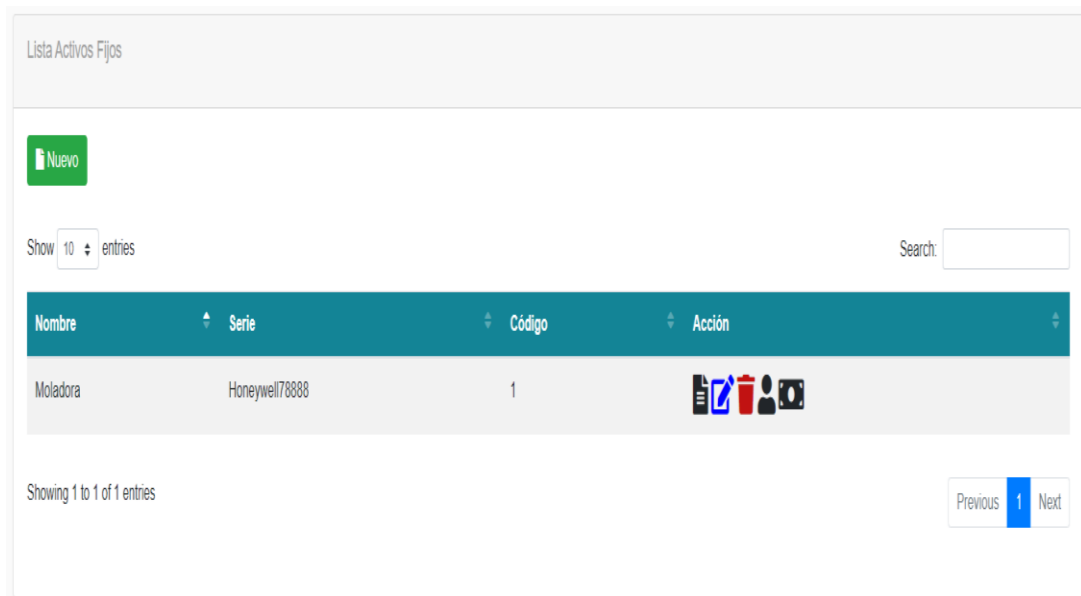 Lista Activos Fijos
Nuevo
Show 10 entries
Search:
Nombre Serie Código Acción
Moladora Honeywell78888 1
Showing 1 to 1 of 1 entries
Previous 1 Next